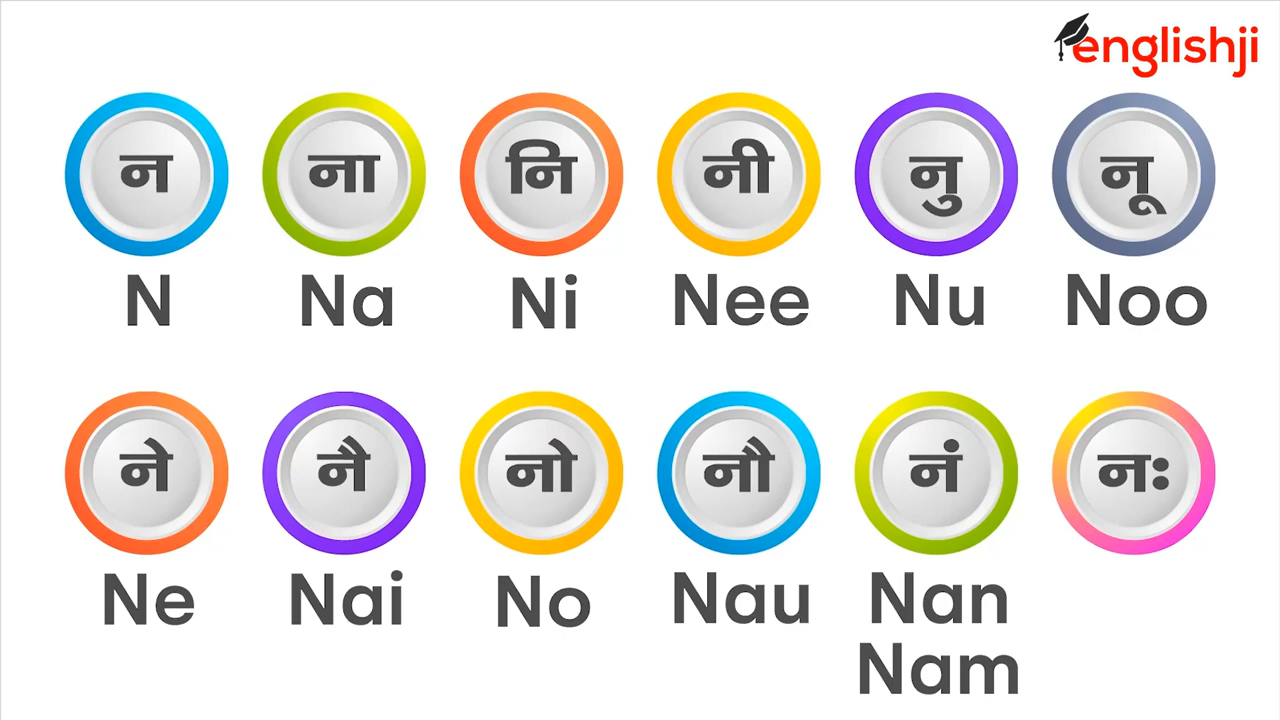 englishji
न ना नि नी नु नू
N Na Ni Nee Nu Noo
ने नै नो नौ नं नः
Ne Nai No Nau Nan
Nam